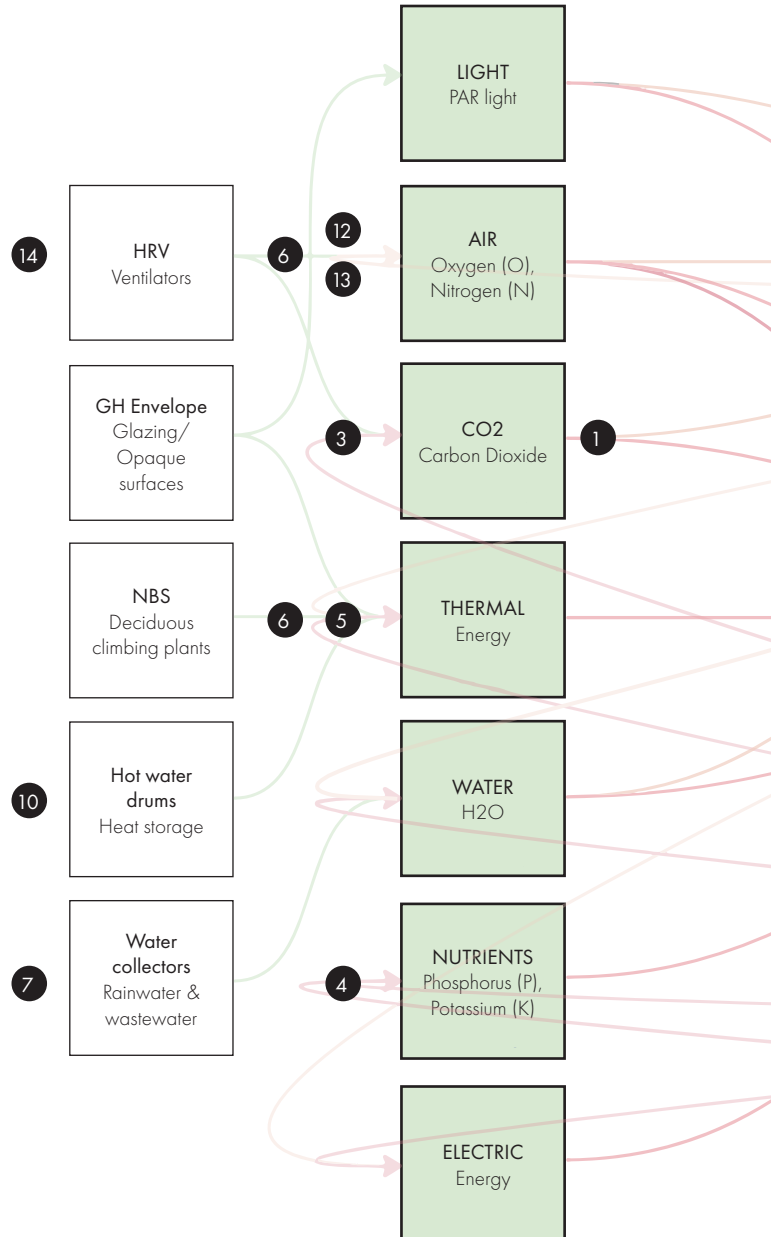 LIGHT
PAR light
14
HRV
Ventilators
6
12
13
AIR
Oxygen (O),
Nitrogen (N)
GH Envelope
Glazing/
Opaque
surfaces
3
CO2
Carbon Dioxide
1
NBS
Deciduous
climbing plants
6
5
THERMAL
Energy
10
Hot water
drums
Heat storage
WATER
H2O
7
Water
collectors
Rainwater &
wastewater
4
NUTRIENTS
Phosphorus (P),
Potassium (K)
ELECTRIC
Energy